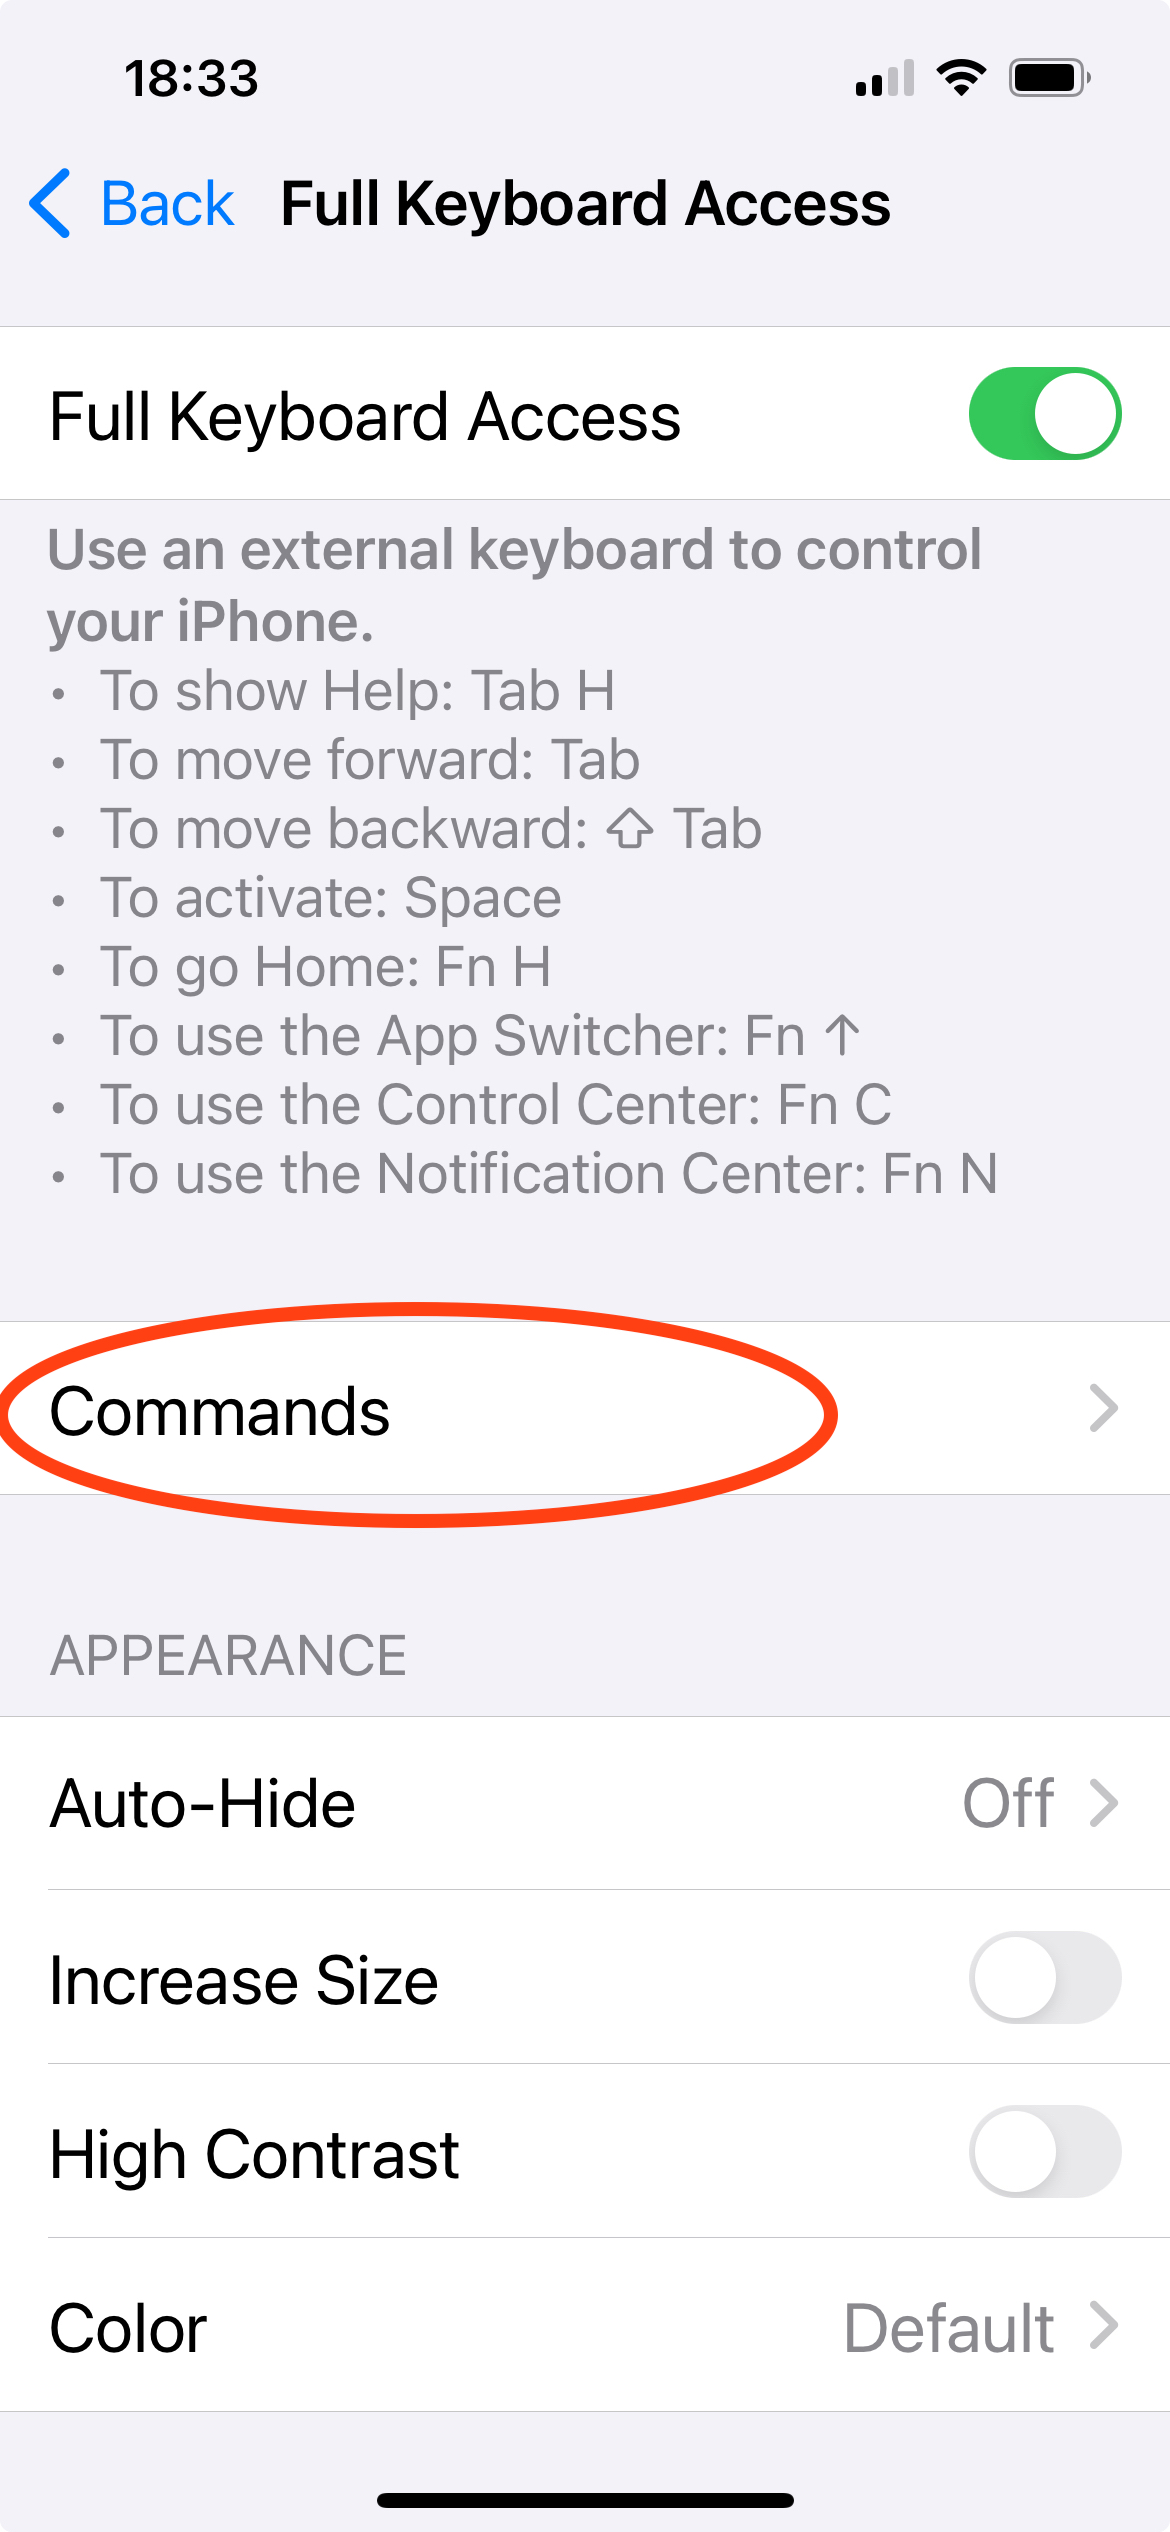 18:33
Back Full Keyboard Access
Full Keyboard Access
Use an external keyboard to control
your iPhone.
• To show Help: Tab H
• To move forward: Tab
• To move backward: ⇧ Tab
• To activate: Space
• To go Home: Fn H
• To use the App Switcher: Fn ↑
• To use the Control Center: Fn C
• To use the Notification Center: Fn N
Commands
APPEARANCE
Auto-Hide Off
Increase Size
High Contrast
Color Default